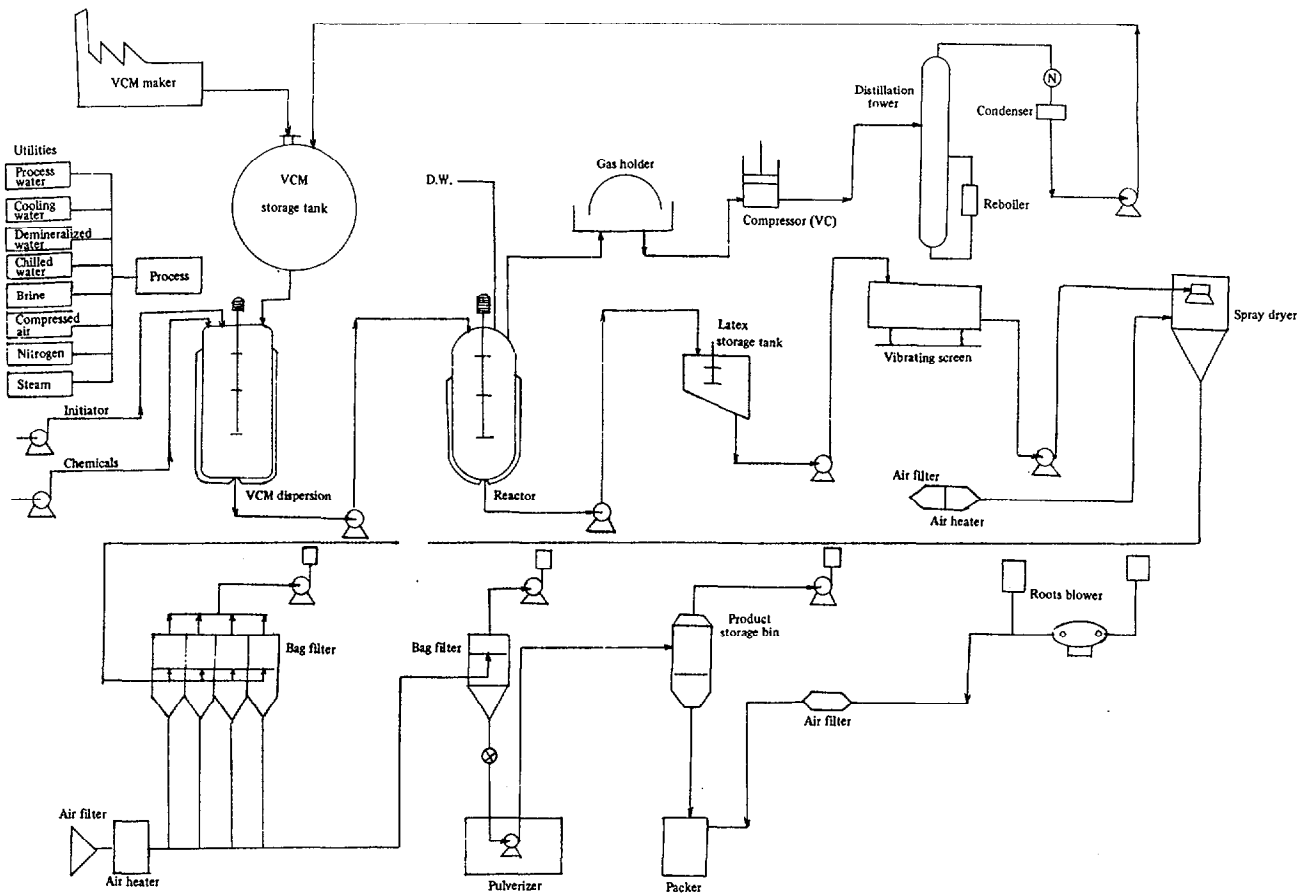 VCM maker
Utilities
Process
water
Cooling
water
Demineralized
water
Chilled
water
Brine
Compressed
air
Nitrogen
Steam
Process
VCM
storage tank
D.W.
Gas holder
Compressor (VC)
Distillation
tower
N
Condenser
Reboiler
Initiator
Chemicals
VCM dispersion
Reactor
Latex
storage tank
Vibrating screen
Spray dryer
Air filter
Air heater
Bag filter
Bag filter
Product
storage bin
Roots blower
Air filter
Air filter
Air heater
Pulverizer
Packer